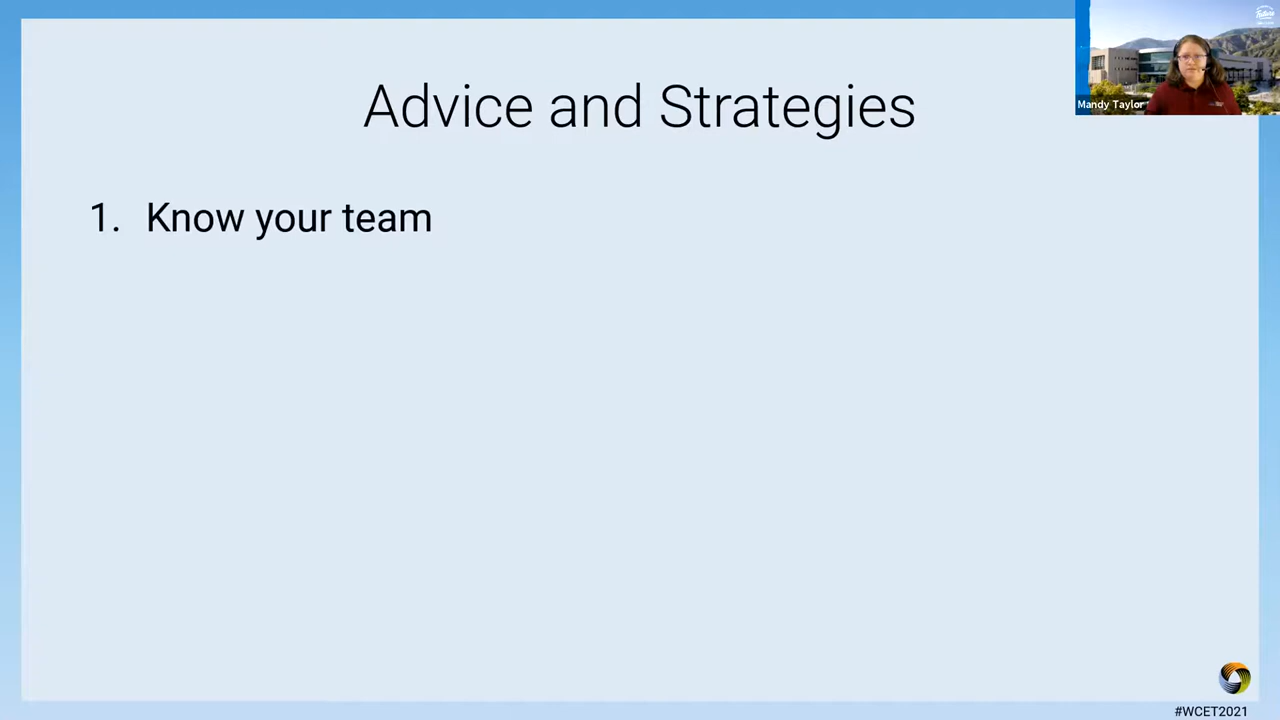 Advice and Strategies
Mandy Taylor
1. Know your team
#WCET2021